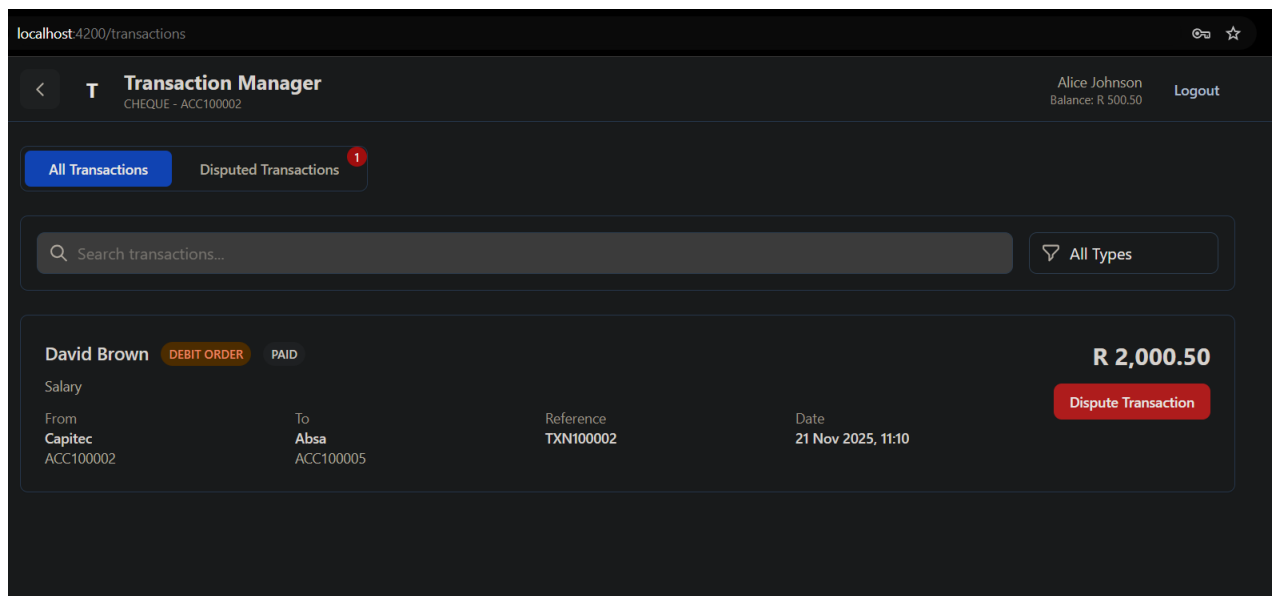 localhost:4200/transactions
T
Transaction Manager
CHEQUE - ACC100002
Alice Johnson
Balance: R 500.50
Logout
All Transactions
Disputed Transactions
1
Search transactions...
All Types
David Brown DEBIT ORDER PAID
R 2,000.50
Salary
Dispute Transaction
From To Reference Date
Capitec Absa TXN100002 21 Nov 2025, 11:10
ACC100002 ACC100005